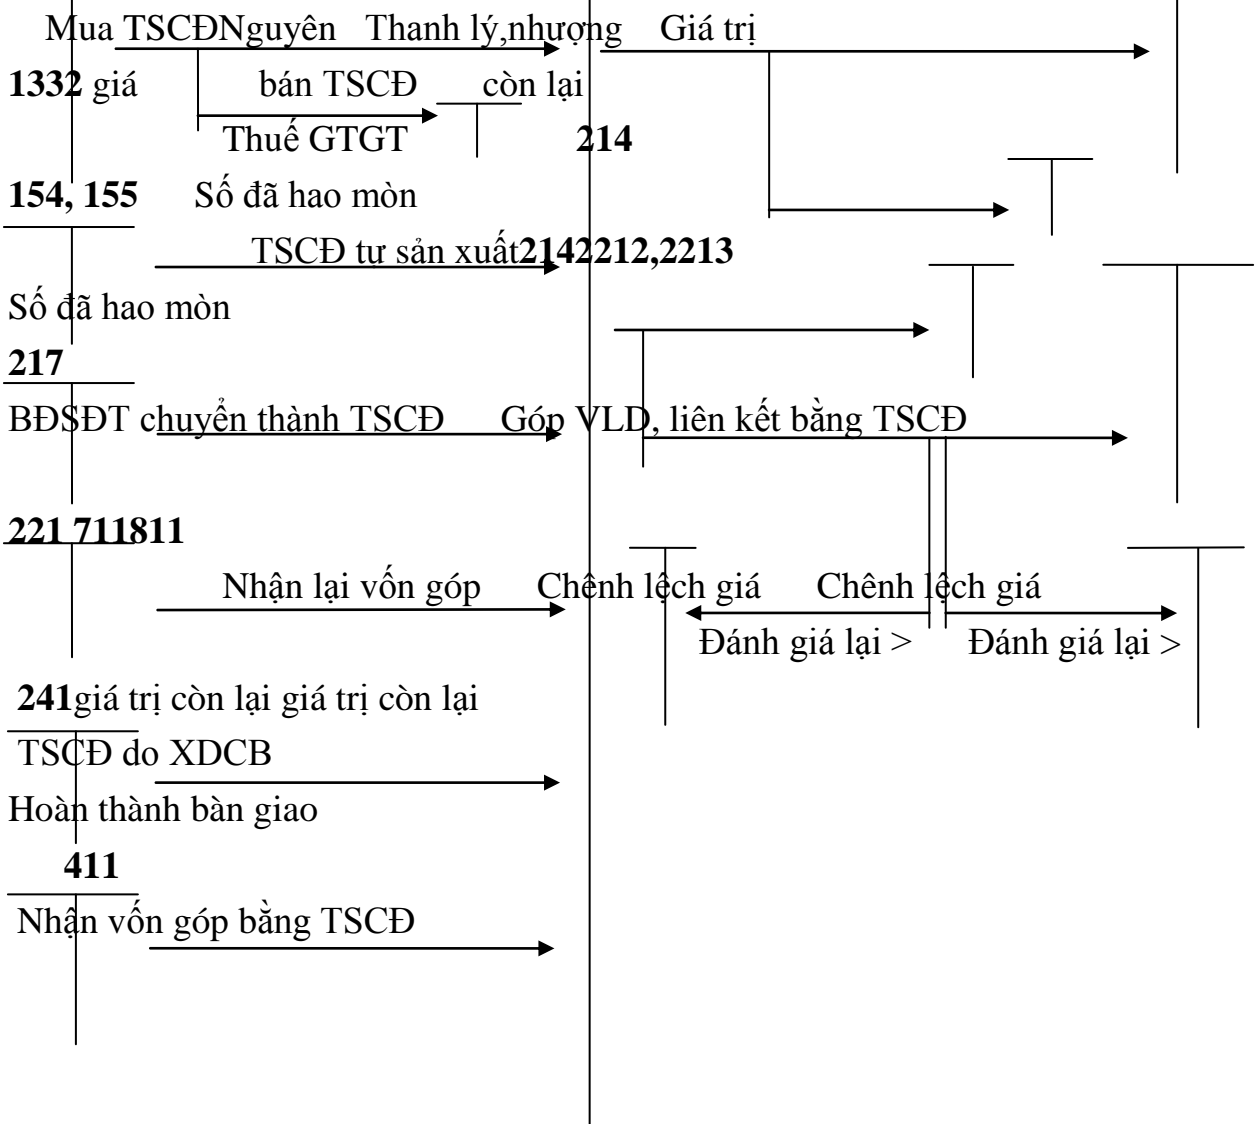 Mua TSCĐNguyên Thanh lý,nhượng Giá trị
1332 giá bán TSCĐ còn lại
Thuế GTGT 214
154, 155 Số đã hao mòn
TSCĐ tự sản xuất2142212,2213
Số đã hao mòn
217
BĐSĐT chuyển thành TSCĐ Góp VLD, liên kết bằng TSCĐ
221 711811
Nhận lại vốn góp Chênh lệch giá Chênh lệch giá
Đánh giá lại > Đánh giá lại >
241giá trị còn lại giá trị còn lại
TSCĐ do XDCB
Hoàn thành bàn giao
411
Nhận vốn góp bằng TSCĐ